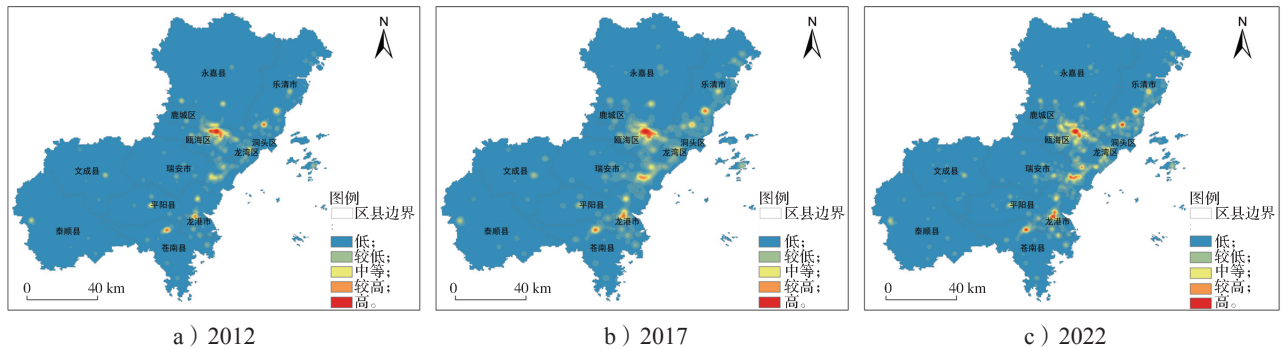 N
永嘉县
乐清市
鹿城区
瓯海区
洞头区
龙湾区
文成县
瑞安市
平阳县
龙港市
泰顺县
苍南县
图例
区县边界
低；
较低；
中等；
较高；
高。
0 40 km
a）2012
N
永嘉县
乐清市
鹿城区
瓯海区
洞头区
龙湾区
文成县
瑞安市
平阳县
龙港市
泰顺县
苍南县
图例
区县边界
低；
较低；
中等；
较高；
高。
0 40 km
b）2017
N
永嘉县
乐清市
鹿城区
瓯海区
洞头区
龙湾区
文成县
瑞安市
平阳县
龙港市
泰顺县
苍南县
图例
区县边界
低；
较低；
中等；
较高；
高。
0 40 km
c）2022